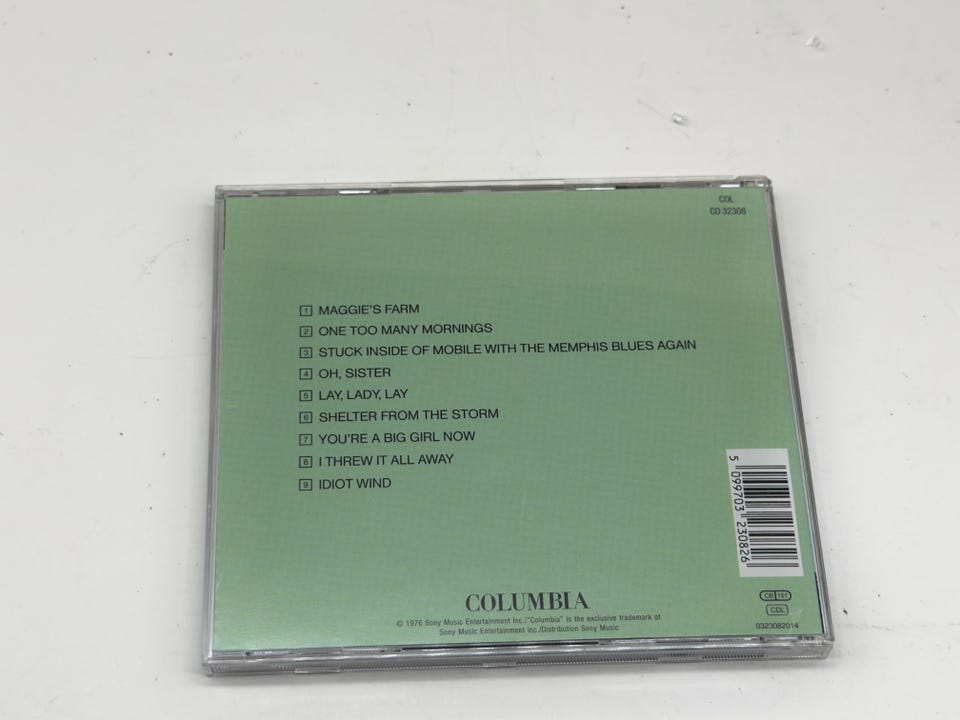 COL
CD 32308
1 MAGGIE'S FARM
2 ONE TOO MANY MORNINGS
3 STUCK INSIDE OF MOBILE WITH THE MEMPHIS BLUES AGAIN
4 OH, SISTER
5 LAY, LADY, LAY
6 SHELTER FROM THE STORM
7 YOU'RE A BIG GIRL NOW
8 I THREW IT ALL AWAY
9 IDIOT WIND
5 099703 230826
COLUMBIA
© 1976 Sony Music Entertainment Inc./"Columbia" is the exclusive trademark of
Sony Music Entertainment Inc./Distribution Sony Music
CB 151
CDL
0323082014